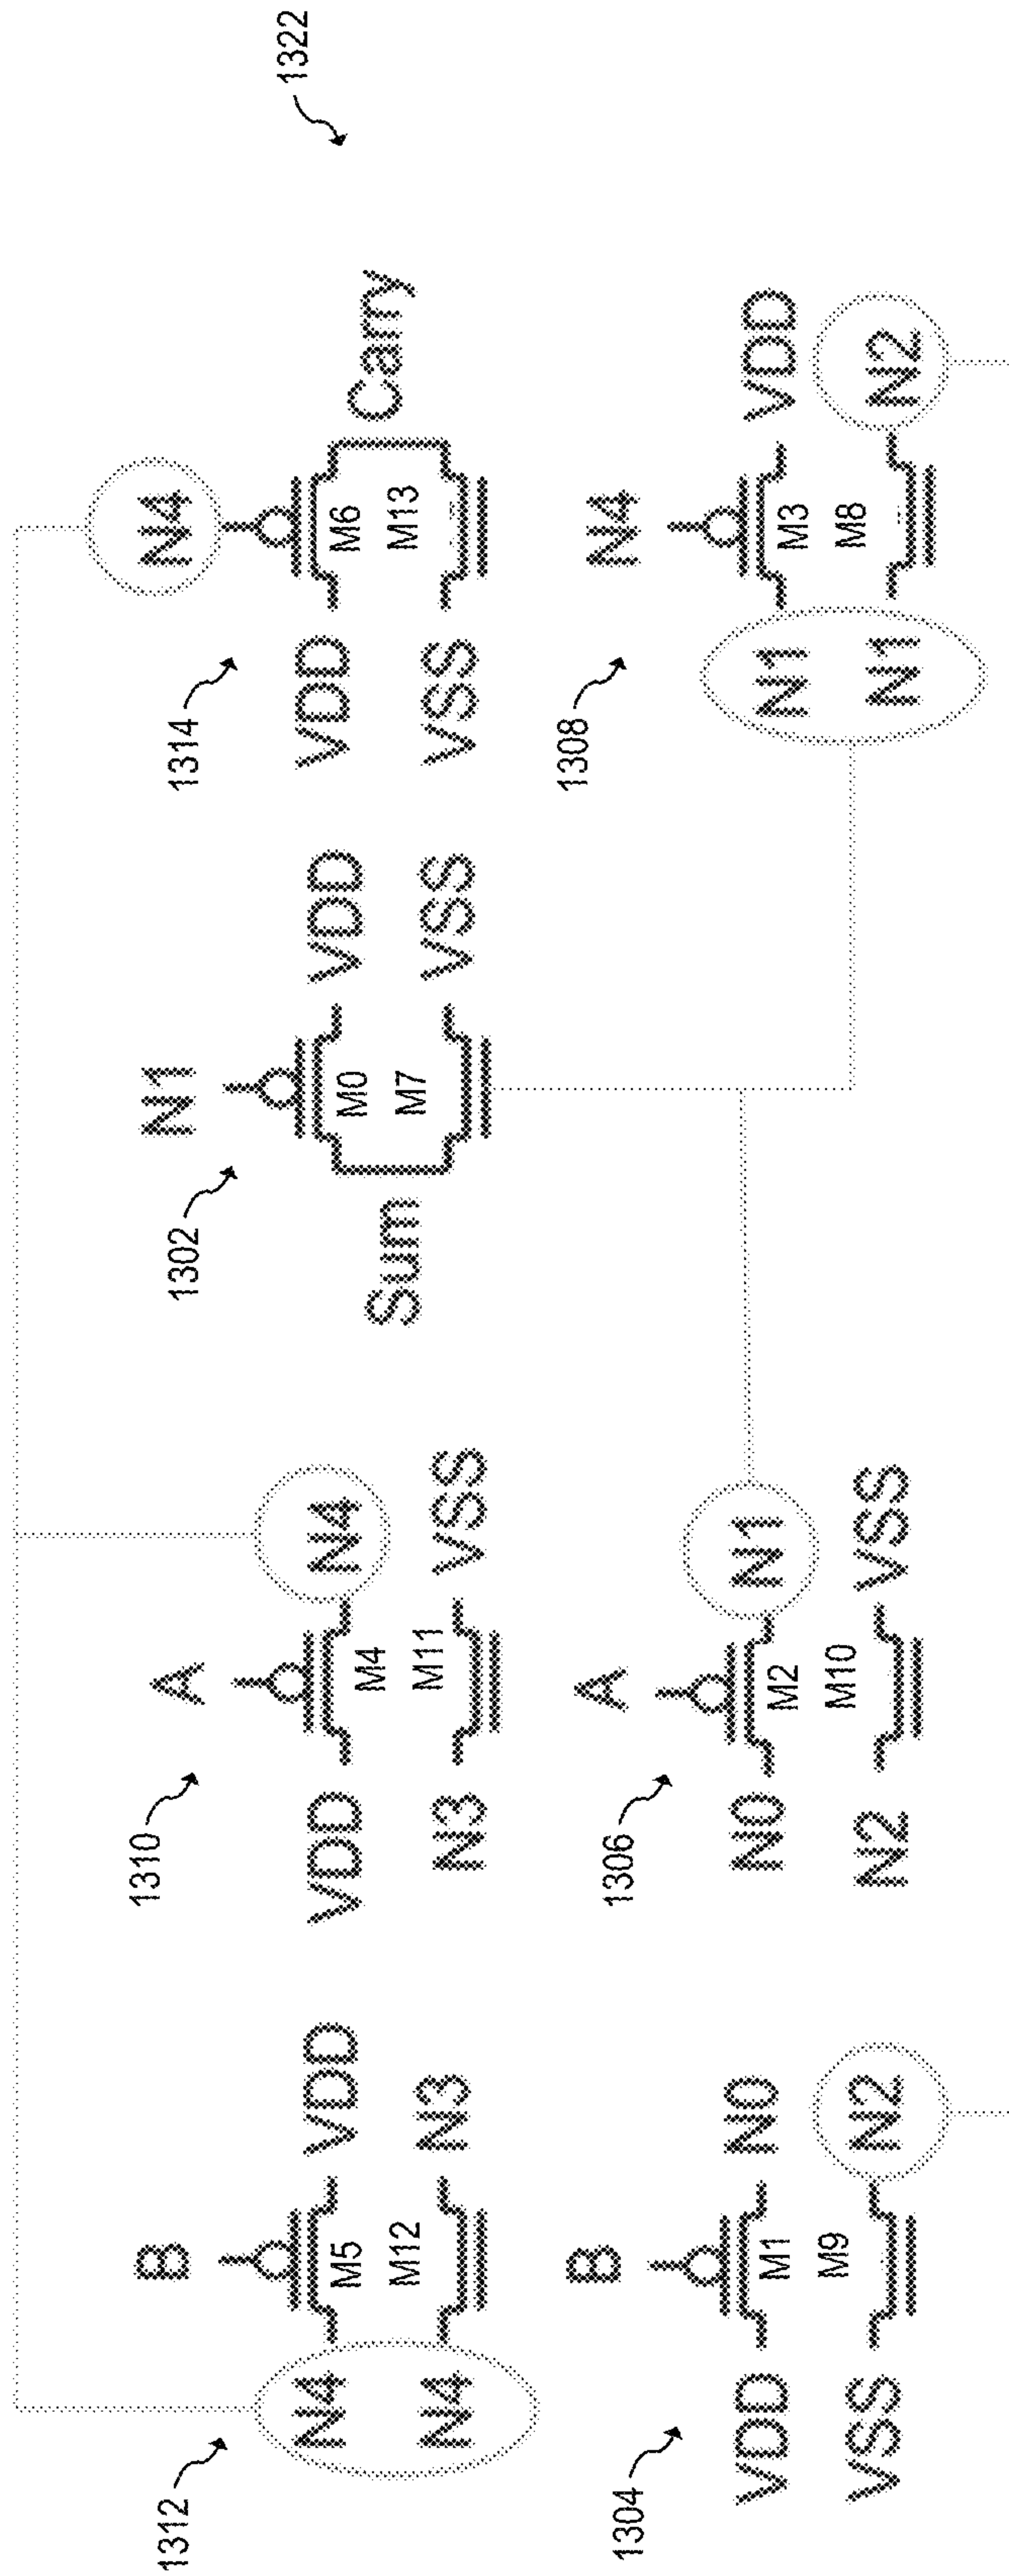 1322
1312
B
N4
M5
VDD
N4
M12
N3
1310
A
VDD
M4
N4
N3
M11
VSS
1302
N1
Sum
M0
VDD
M7
VSS
1314
N4
VDD
M6
VSS
M13
Carry
1304
B
VDD
M1
N0
VSS
M9
N2
1306
A
N0
M2
N1
N2
M10
VSS
1308
N4
N1
M3
VDD
N1
M8
N2